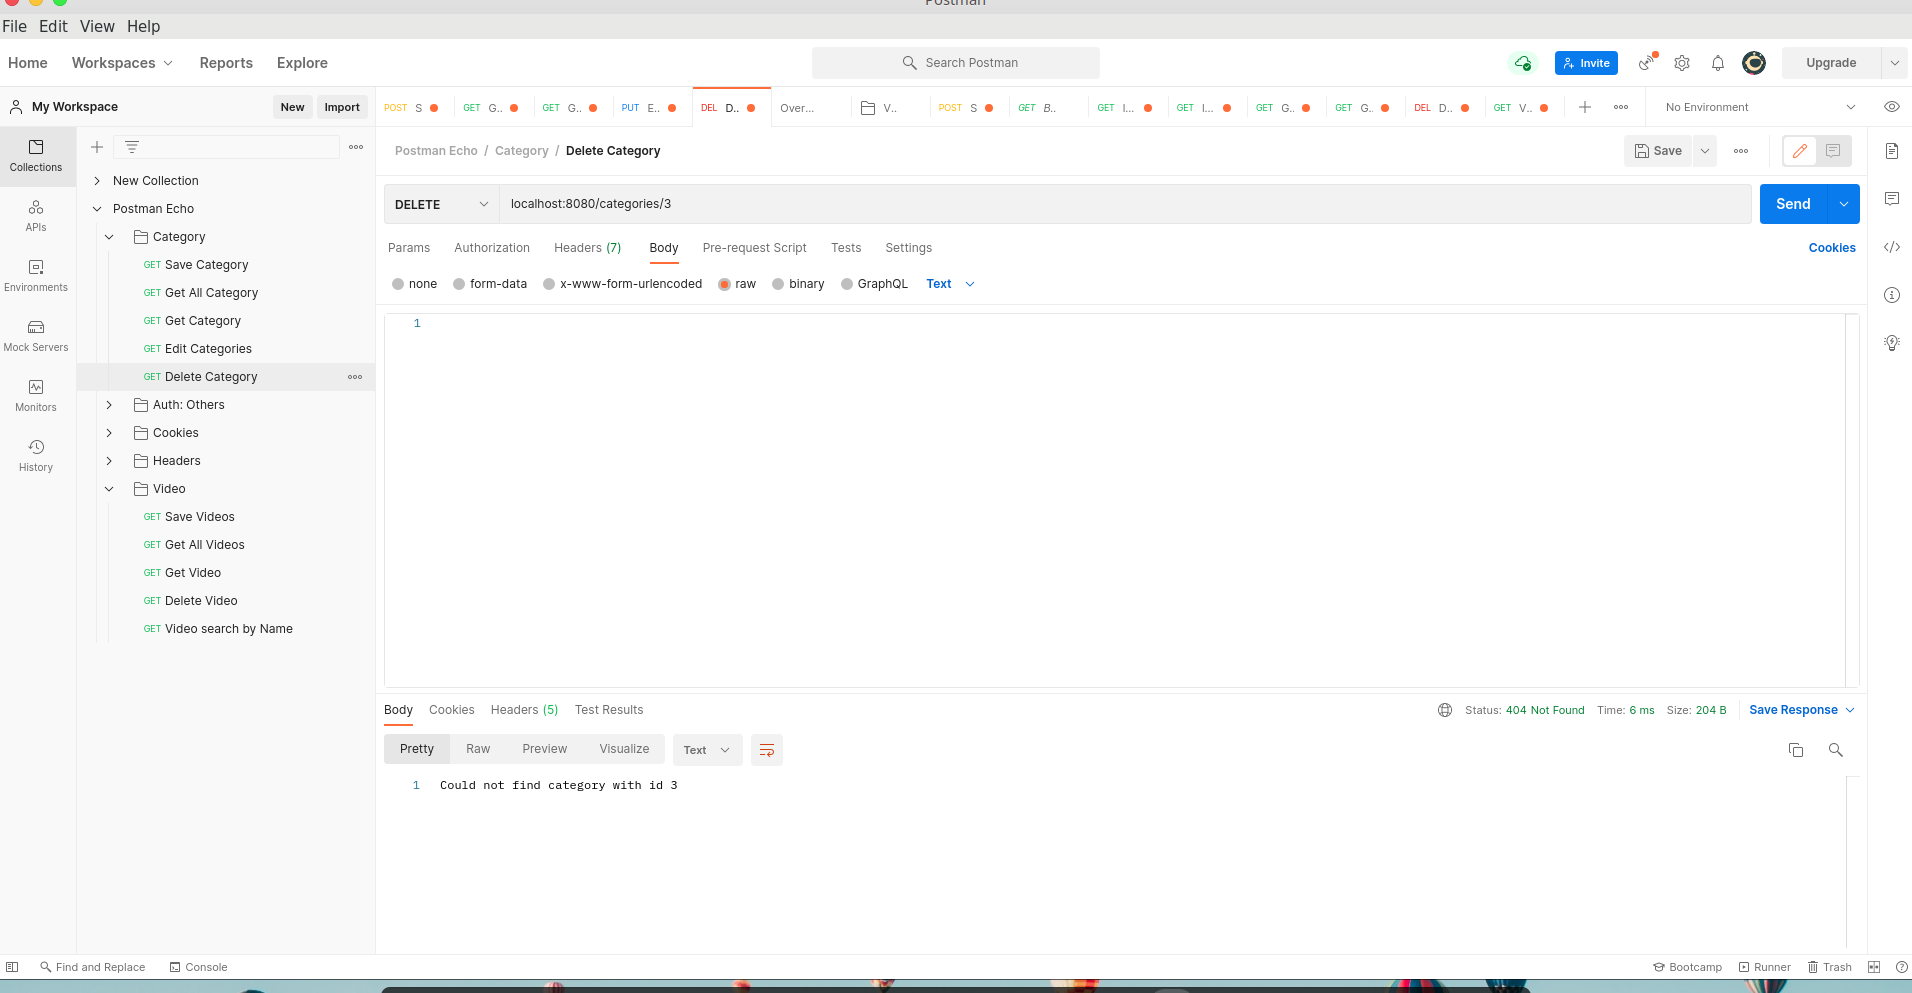 Postman
File Edit View Help
Home Workspaces Reports Explore Search Postman Invite Upgrade
My Workspace New Import POST S GET G.. GET G.. PUT E.. DEL D.. Over... V.. POST S GET B.. GET I... GET I... GET G.. GET G.. DEL D.. GET V.. No Environment
Postman Echo / Category / Delete Category Save
Collections
New Collection
DELETE localhost:8080/categories/3 Send
Postman Echo
APIs
Category
Params Authorization Headers (7) Body Pre-request Script Tests Settings Cookies
GET Save Category
none form-data x-www-form-urlencoded raw binary GraphQL Text
Environments
GET Get All Category
GET Get Category
1
Mock Servers
GET Edit Categories
GET Delete Category
Monitors
Auth: Others
Cookies
History
Headers
Video
GET Save Videos
GET Get All Videos
GET Get Video
GET Delete Video
GET Video search by Name
Body Cookies Headers (5) Test Results Status: 404 Not Found Time: 6 ms Size: 204 B Save Response
Pretty Raw Preview Visualize Text
1 Could not find category with id 3
Find and Replace Console Bootcamp Runner Trash